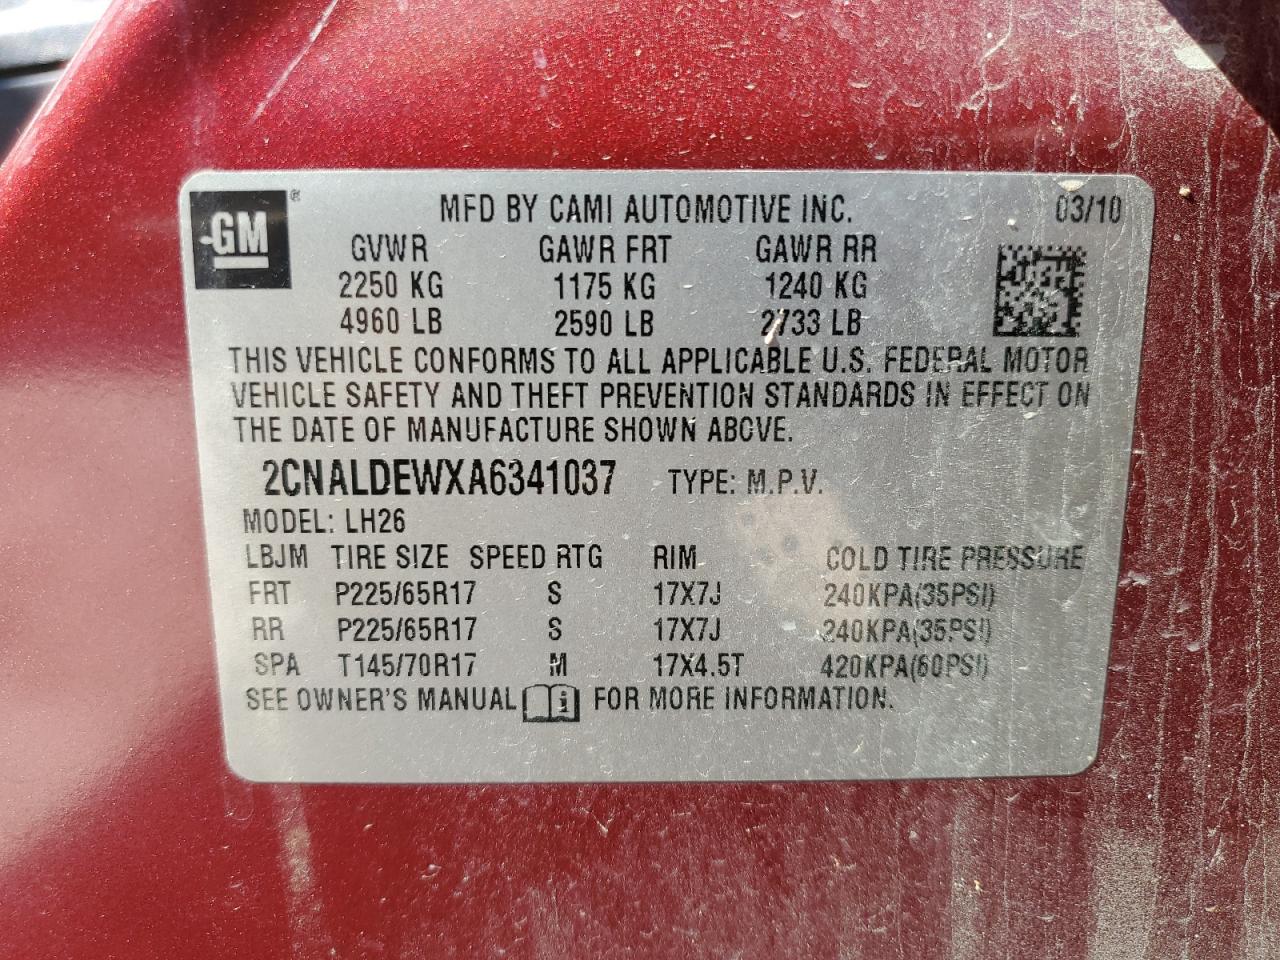 GM ® MFD BY CAMI AUTOMOTIVE INC. 03/10
GVWR GAWR FRT GAWR RR
2250 KG 1175 KG 1240 KG
4960 LB 2590 LB 2733 LB
THIS VEHICLE CONFORMS TO ALL APPLICABLE U.S. FEDERAL MOTOR
VEHICLE SAFETY AND THEFT PREVENTION STANDARDS IN EFFECT ON
THE DATE OF MANUFACTURE SHOWN ABOVE.
2CNALDEWXA6341037 TYPE: M.P.V.
MODEL: LH26
LBJM TIRE SIZE SPEED RTG RIM COLD TIRE PRESSURE
FRT P225/65R17 S 17X7J 240KPA(35PSI)
RR P225/65R17 S 17X7J 240KPA(35PSI)
SPA T145/70R17 M 17X4.5T 420KPA(60PSI)
SEE OWNER'S MANUAL i FOR MORE INFORMATION.